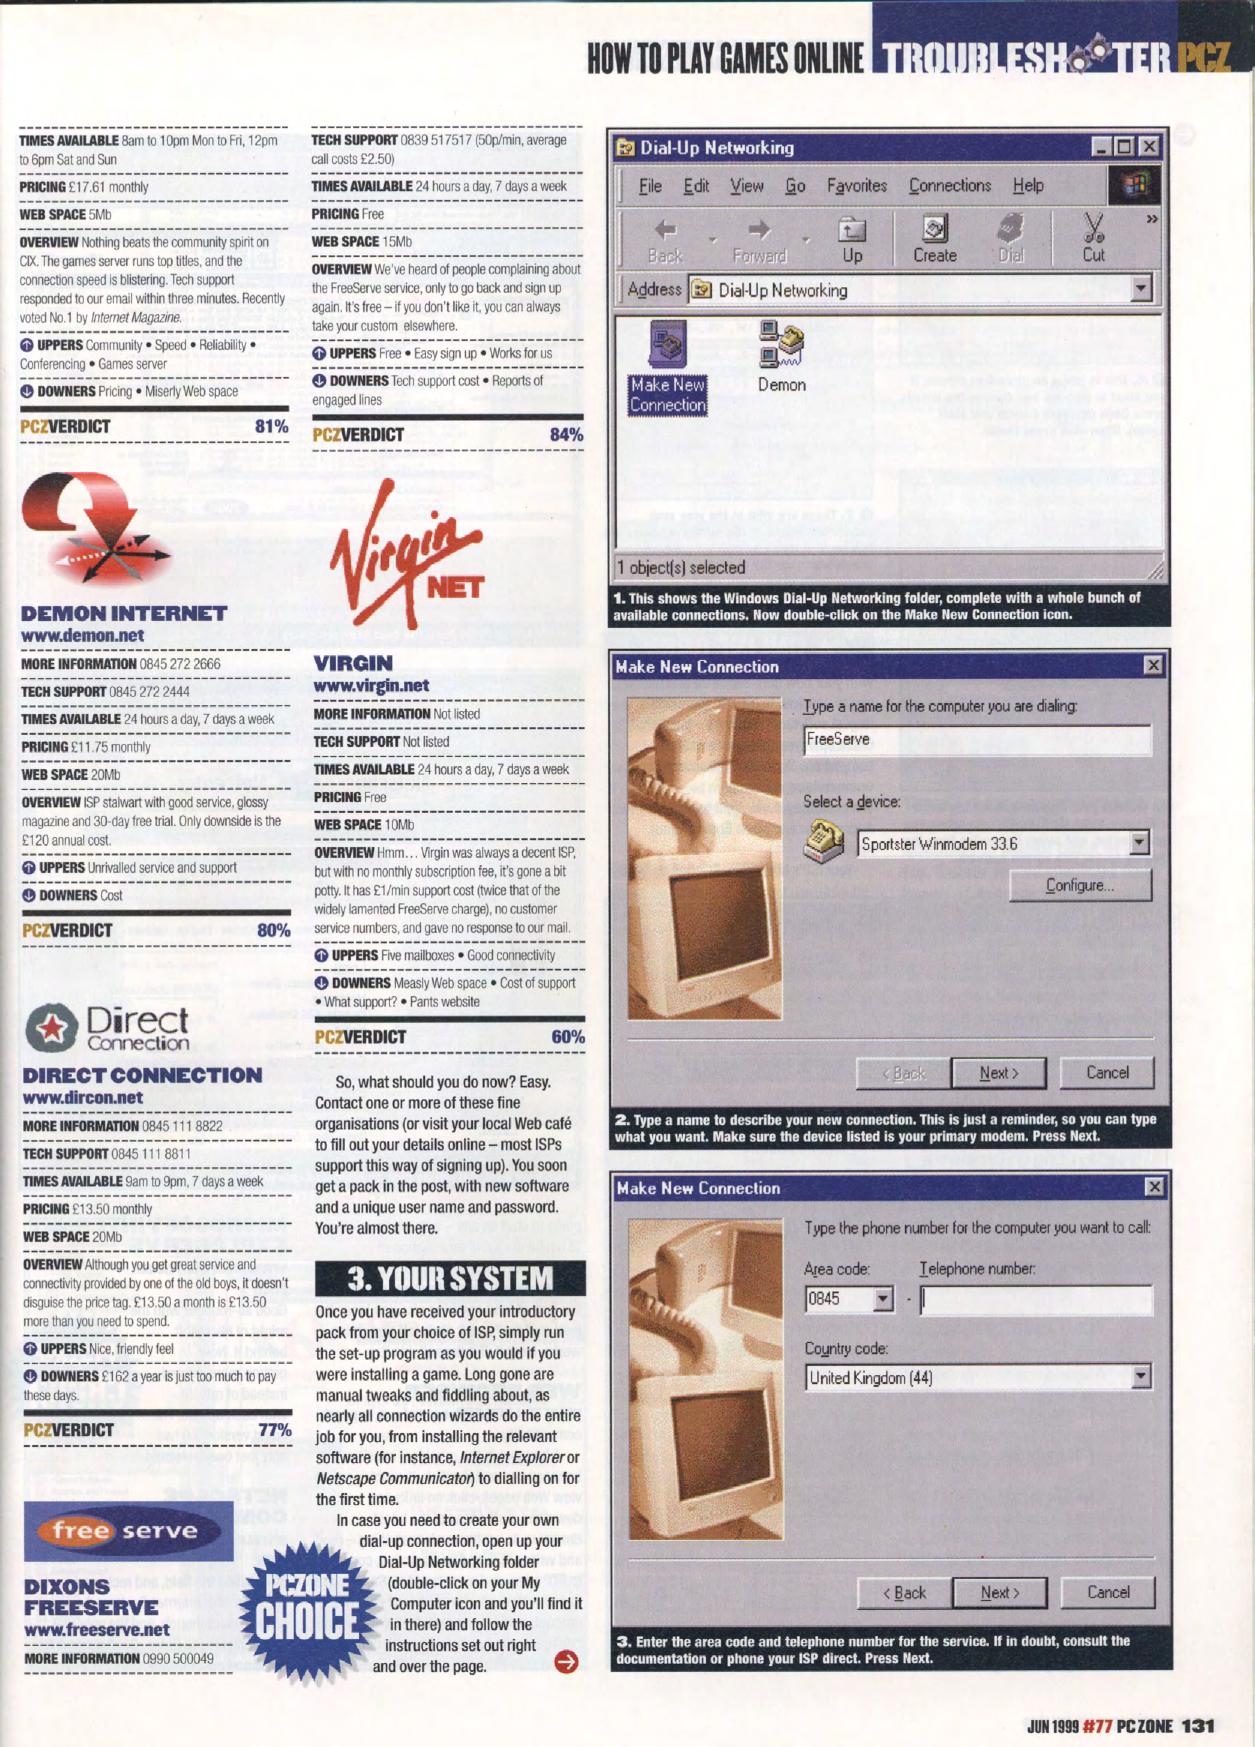 HOW TO PLAY GAMES ONLINE TROUBLESHOOTER PCZ
TIMES AVAILABLE 8am to 10pm Mon to Fri, 12pm
to 6pm Sat and Sun
PRICING £17.61 monthly
WEB SPACE 5Mb
OVERVIEW Nothing beats the community spirit on
CIX. The games server runs top titles, and the
connection speed is blistering. Tech support
responded to our email within three minutes. Recently
voted No.1 by Internet Magazine.
UPPERS Community • Speed • Reliability •
Conferencing • Games server
DOWNERS Pricing • Miserly Web space
PCZVERDICT 81%
DEMON INTERNET
www.demon.net
MORE INFORMATION 0845 272 2666
TECH SUPPORT 0845 272 2444
TIMES AVAILABLE 24 hours a day, 7 days a week
PRICING £11.75 monthly
WEB SPACE 20Mb
OVERVIEW ISP stalwart with good service, glossy
magazine and 30-day free trial. Only downside is the
£120 annual cost.
UPPERS Unrivalled service and support
DOWNERS Cost
PCZVERDICT 80%
Direct
Connection
DIRECT CONNECTION
www.dircon.net
MORE INFORMATION 0845 111 8822
TECH SUPPORT 0845 111 8811
TIMES AVAILABLE 9am to 9pm, 7 days a week
PRICING £13.50 monthly
WEB SPACE 20Mb
OVERVIEW Although you get great service and
connectivity provided by one of the old boys, it doesn't
disguise the price tag. £13.50 a month is £13.50
more than you need to spend.
UPPERS Nice, friendly feel
DOWNERS £162 a year is just too much to pay
these days.
PCZVERDICT 77%
free serve
DIXONS
FREESERVE
www.freeserve.net
MORE INFORMATION 0990 500049
TECH SUPPORT 0839 517517 (50p/min, average
call costs £2.50)
TIMES AVAILABLE 24 hours a day, 7 days a week
PRICING Free
WEB SPACE 15Mb
OVERVIEW We've heard of people complaining about
the FreeServe service, only to go back and sign up
again. It's free – if you don't like it, you can always
take your custom elsewhere.
UPPERS Free • Easy sign up • Works for us
DOWNERS Tech support cost • Reports of
engaged lines
PCZVERDICT 84%
Virgin
NET
VIRGIN
www.virgin.net
MORE INFORMATION Not listed
TECH SUPPORT Not listed
TIMES AVAILABLE 24 hours a day, 7 days a week
PRICING Free
WEB SPACE 10Mb
OVERVIEW Hmm... Virgin was always a decent ISP,
but with no monthly subscription fee, it's gone a bit
potty. It has £1/min support cost (twice that of the
widely lamented FreeServe charge), no customer
service numbers, and gave no response to our mail.
UPPERS Five mailboxes • Good connectivity
DOWNERS Measly Web space • Cost of support
• What support? • Pants website
PCZVERDICT 60%
So, what should you do now? Easy.
Contact one or more of these fine
organisations (or visit your local Web café
to fill out your details online – most ISPs
support this way of signing up). You soon
get a pack in the post, with new software
and a unique user name and password.
You're almost there.
3. YOUR SYSTEM
Once you have received your introductory
pack from your choice of ISP, simply run
the set-up program as you would if you
were installing a game. Long gone are
manual tweaks and fiddling about, as
nearly all connection wizards do the entire
job for you, from installing the relevant
software (for instance, Internet Explorer or
Netscape Communicator) to dialling on for
the first time.
In case you need to create your own
dial-up connection, open up your
Dial-Up Networking folder
(double-click on your My
Computer icon and you'll find it
in there) and follow the
instructions set out right
and over the page.
PCZONE
CHOICE
Dial-Up Networking
File Edit View Go Favorites Connections Help
Back Forward Up Create Dial Cut »
Address Dial-Up Networking
Make New
Connection
Demon
1 object(s) selected
1. This shows the Windows Dial-Up Networking folder, complete with a whole bunch of
available connections. Now double-click on the Make New Connection icon.
Make New Connection
Type a name for the computer you are dialing:
FreeServe
Select a device:
Sportster Winmodem 33.6
Configure...
< Back Next > Cancel
2. Type a name to describe your new connection. This is just a reminder, so you can type
what you want. Make sure the device listed is your primary modem. Press Next.
Make New Connection
Type the phone number for the computer you want to call:
Area code: Telephone number:
0845 -
Country code:
United Kingdom (44)
< Back Next > Cancel
3. Enter the area code and telephone number for the service. If in doubt, consult the
documentation or phone your ISP direct. Press Next.
JUN 1999 #77 PC ZONE 131